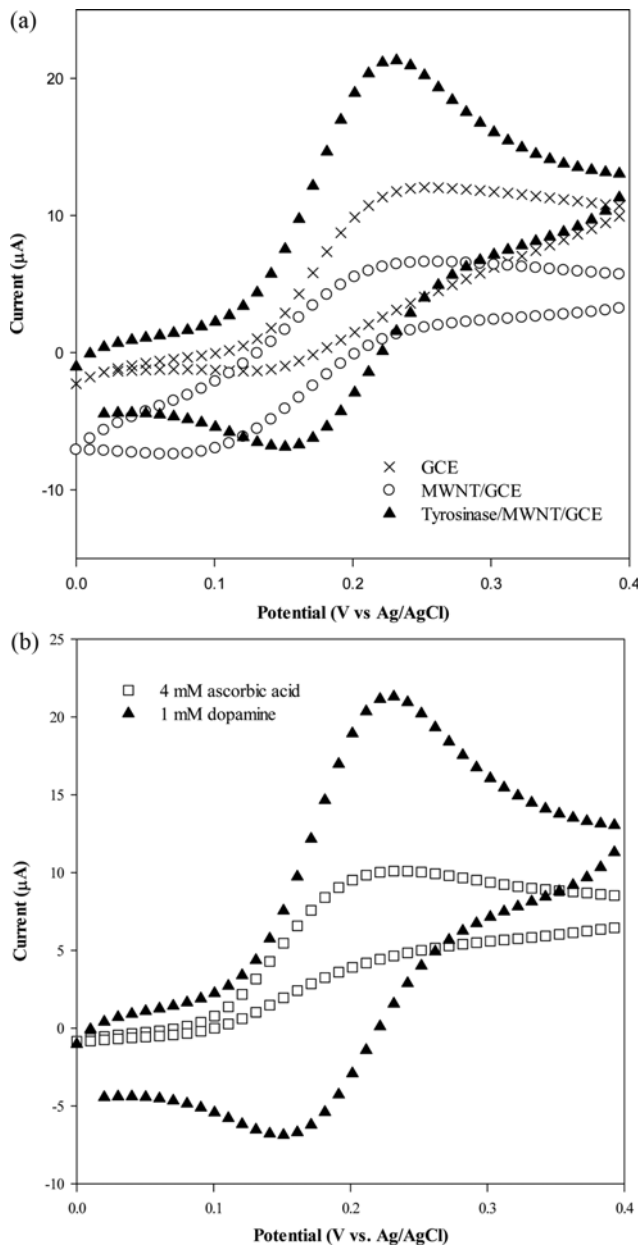 (a)
20
10
0
-10
Current (µA)
GCE
MWNT/GCE
Tyrosinase/MWNT/GCE
0.0 0.1 0.2 0.3 0.4
Potential (V vs Ag/AgCl)
(b)
25
20
15
10
5
0
-5
-10
Current (µA)
4 mM ascorbic acid
1 mM dopamine
0.0 0.1 0.2 0.3 0.4
Potential (V vs. Ag/AgCl)